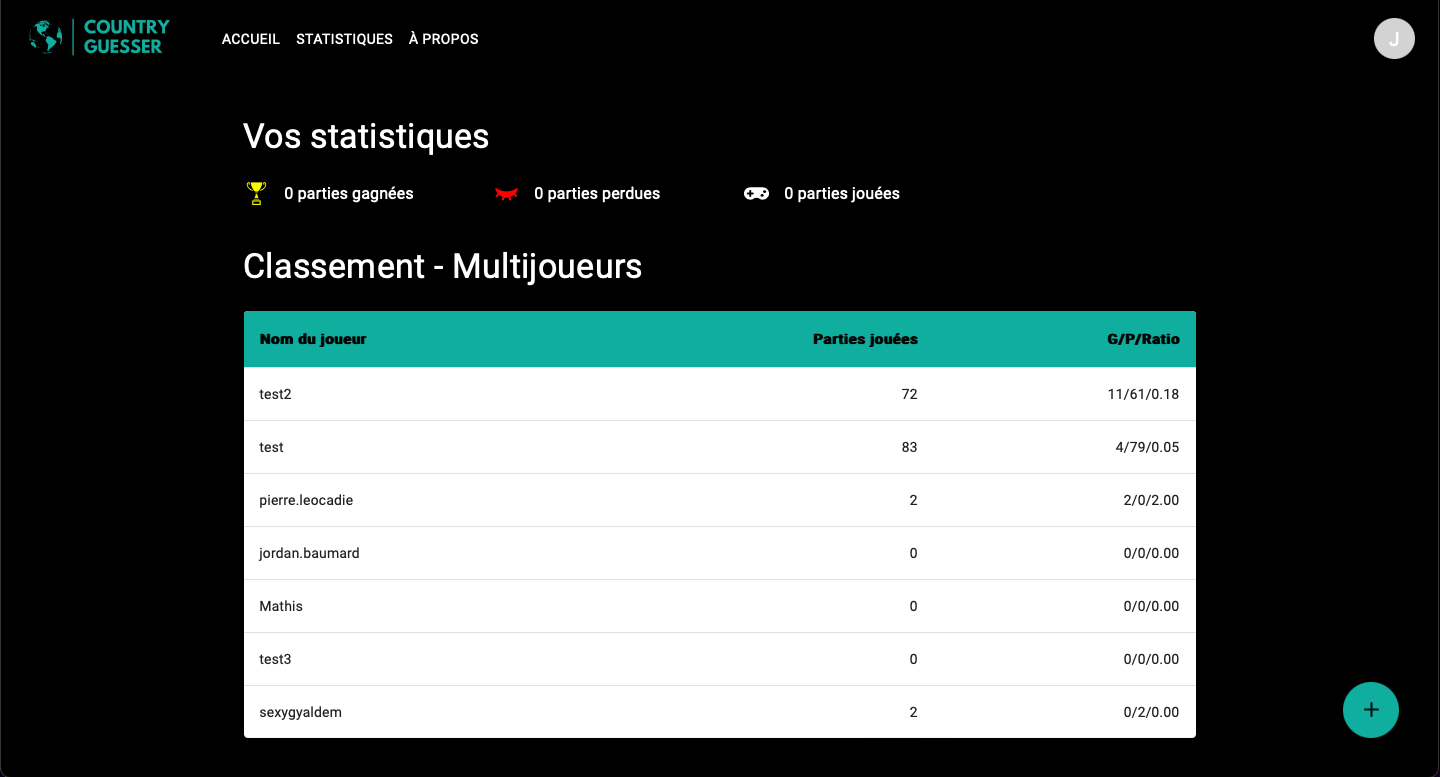 COUNTRY
GUESSER
ACCUEIL STATISTIQUES À PROPOS
J
Vos statistiques
0 parties gagnées 0 parties perdues 0 parties jouées
Classement - Multijoueurs
Nom du joueur Parties jouées G/P/Ratio
test2 72 11/61/0.18
test 83 4/79/0.05
pierre.leocadie 2 2/0/2.00
jordan.baumard 0 0/0/0.00
Mathis 0 0/0/0.00
test3 0 0/0/0.00
sexygyaldem 2 0/2/0.00
+